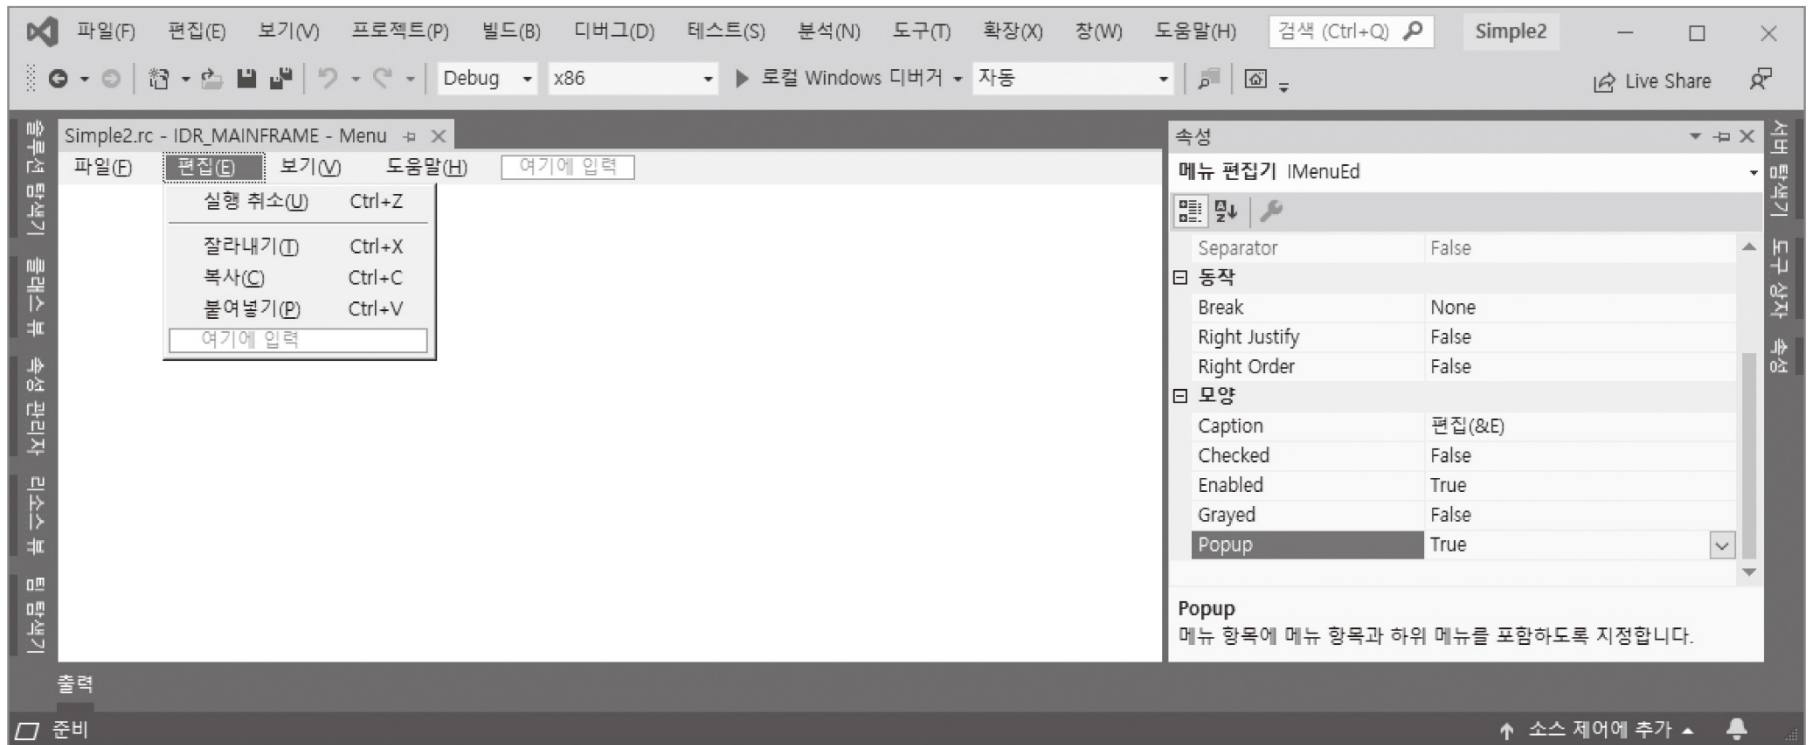 파일(F) 편집(E) 보기(V) 프로젝트(P) 빌드(B) 디버그(D) 테스트(S) 분석(N) 도구(T) 확장(X) 창(W) 도움말(H) 검색 (Ctrl+Q) Simple2
Debug x86 로컬 Windows 디버거 자동 Live Share
솔루션 탐색기
클래스 뷰
속성 관리자
리소스 뷰
팀 탐색기
Simple2.rc - IDR_MAINFRAME - Menu
파일(F) 편집(E) 보기(V) 도움말(H) 여기에 입력
실행 취소(U) Ctrl+Z
잘라내기(T) Ctrl+X
복사(C) Ctrl+C
붙여넣기(P) Ctrl+V
여기에 입력
속성
메뉴 편집기 IMenuEd
Separator False
동작
Break None
Right Justify False
Right Order False
모양
Caption 편집(&E)
Checked False
Enabled True
Grayed False
Popup True
Popup
메뉴 항목에 메뉴 항목과 하위 메뉴를 포함하도록 지정합니다.
서버 탐색기
도구 상자
속성
출력
준비 소스 제어에 추가